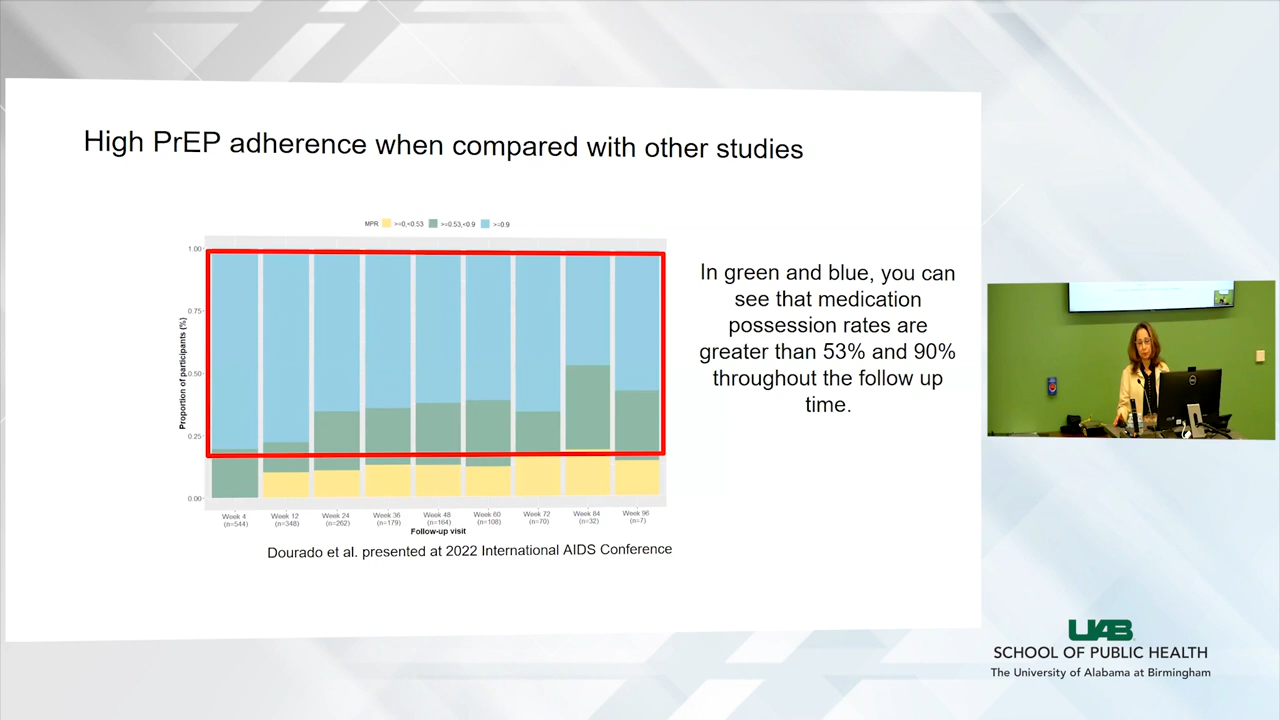 High PrEP adherence when compared with other studies
MPR >=0,<0.53 >=0.53,<0.9 >=0.9
1.00
0.75
0.50
0.25
0.00
Proportion of participants (%)
Week 4 Week 12 Week 24 Week 36 Week 48 Week 60 Week 72 Week 84 Week 96
(n=544) (n=348) (n=262) (n=179) (n=164) (n=108) (n=70) (n=32) (n=7)
Follow-up visit
Dourado et al. presented at 2022 International AIDS Conference
In green and blue, you can
see that medication
possession rates are
greater than 53% and 90%
throughout the follow up
time.
UAB
SCHOOL OF PUBLIC HEALTH
The University of Alabama at Birmingham